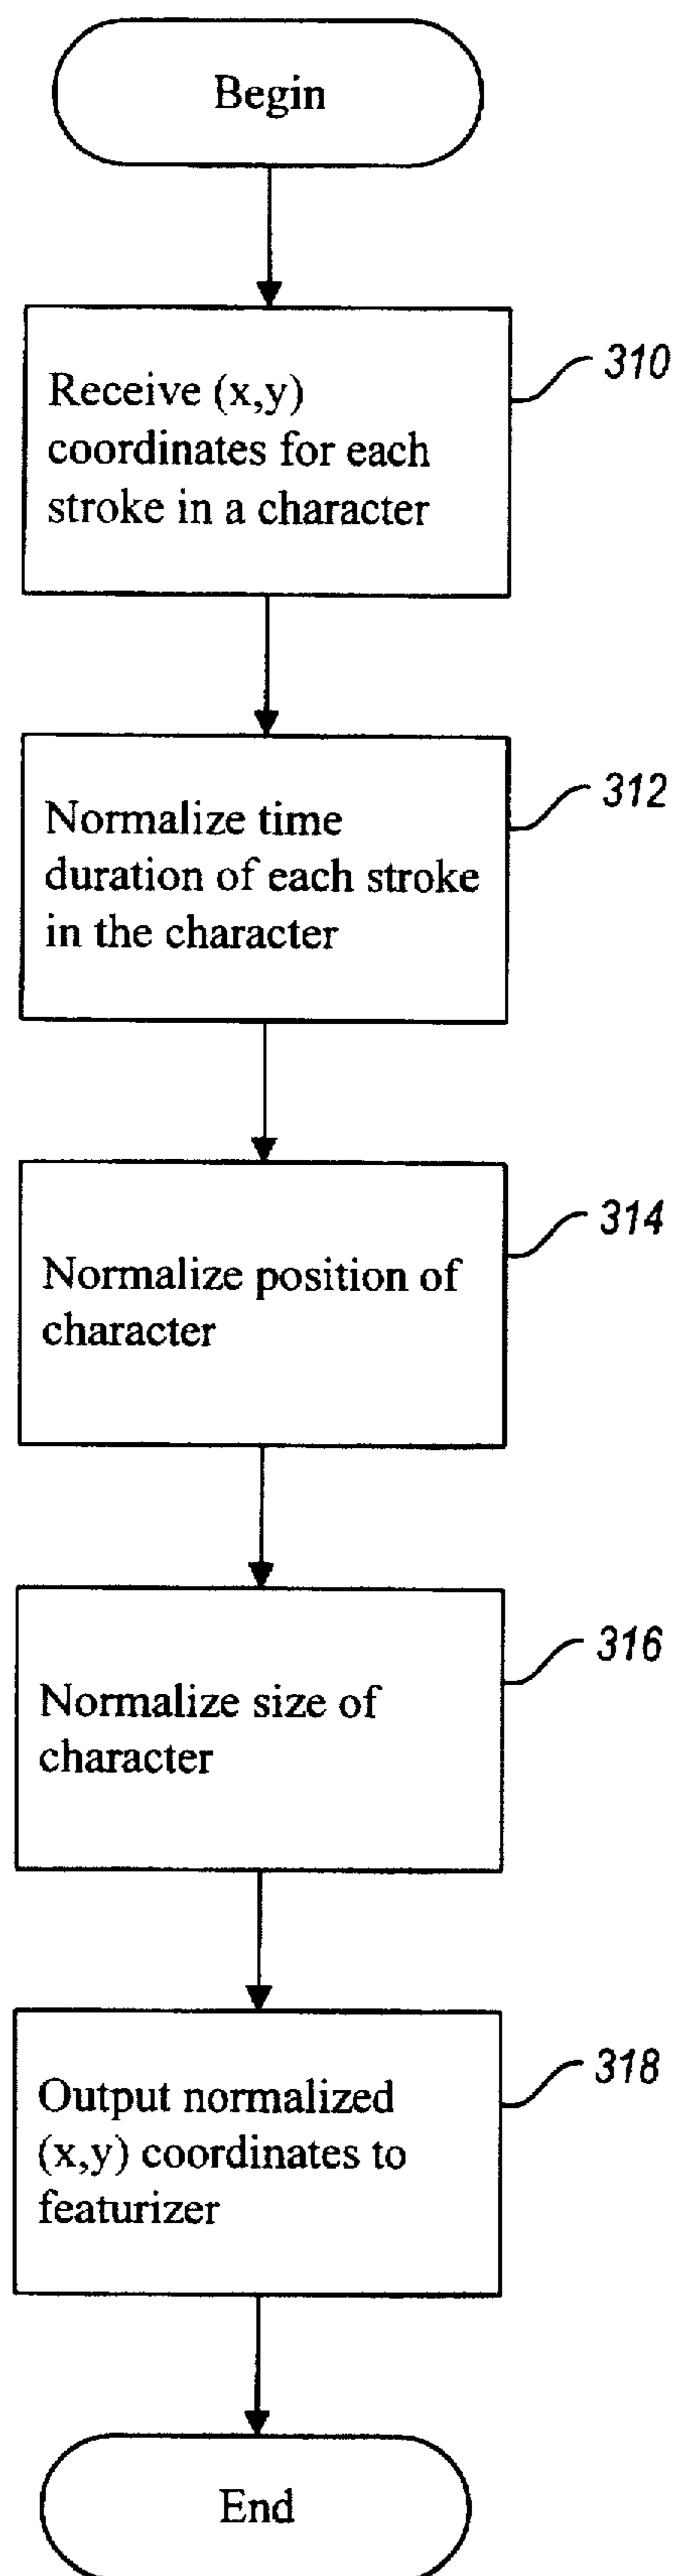 Begin
Receive (x,y)
coordinates for each
stroke in a character
310
Normalize time
duration of each stroke
in the character
312
Normalize position of
character
314
Normalize size of
character
316
Output normalized
(x,y) coordinates to
featurizer
318
End